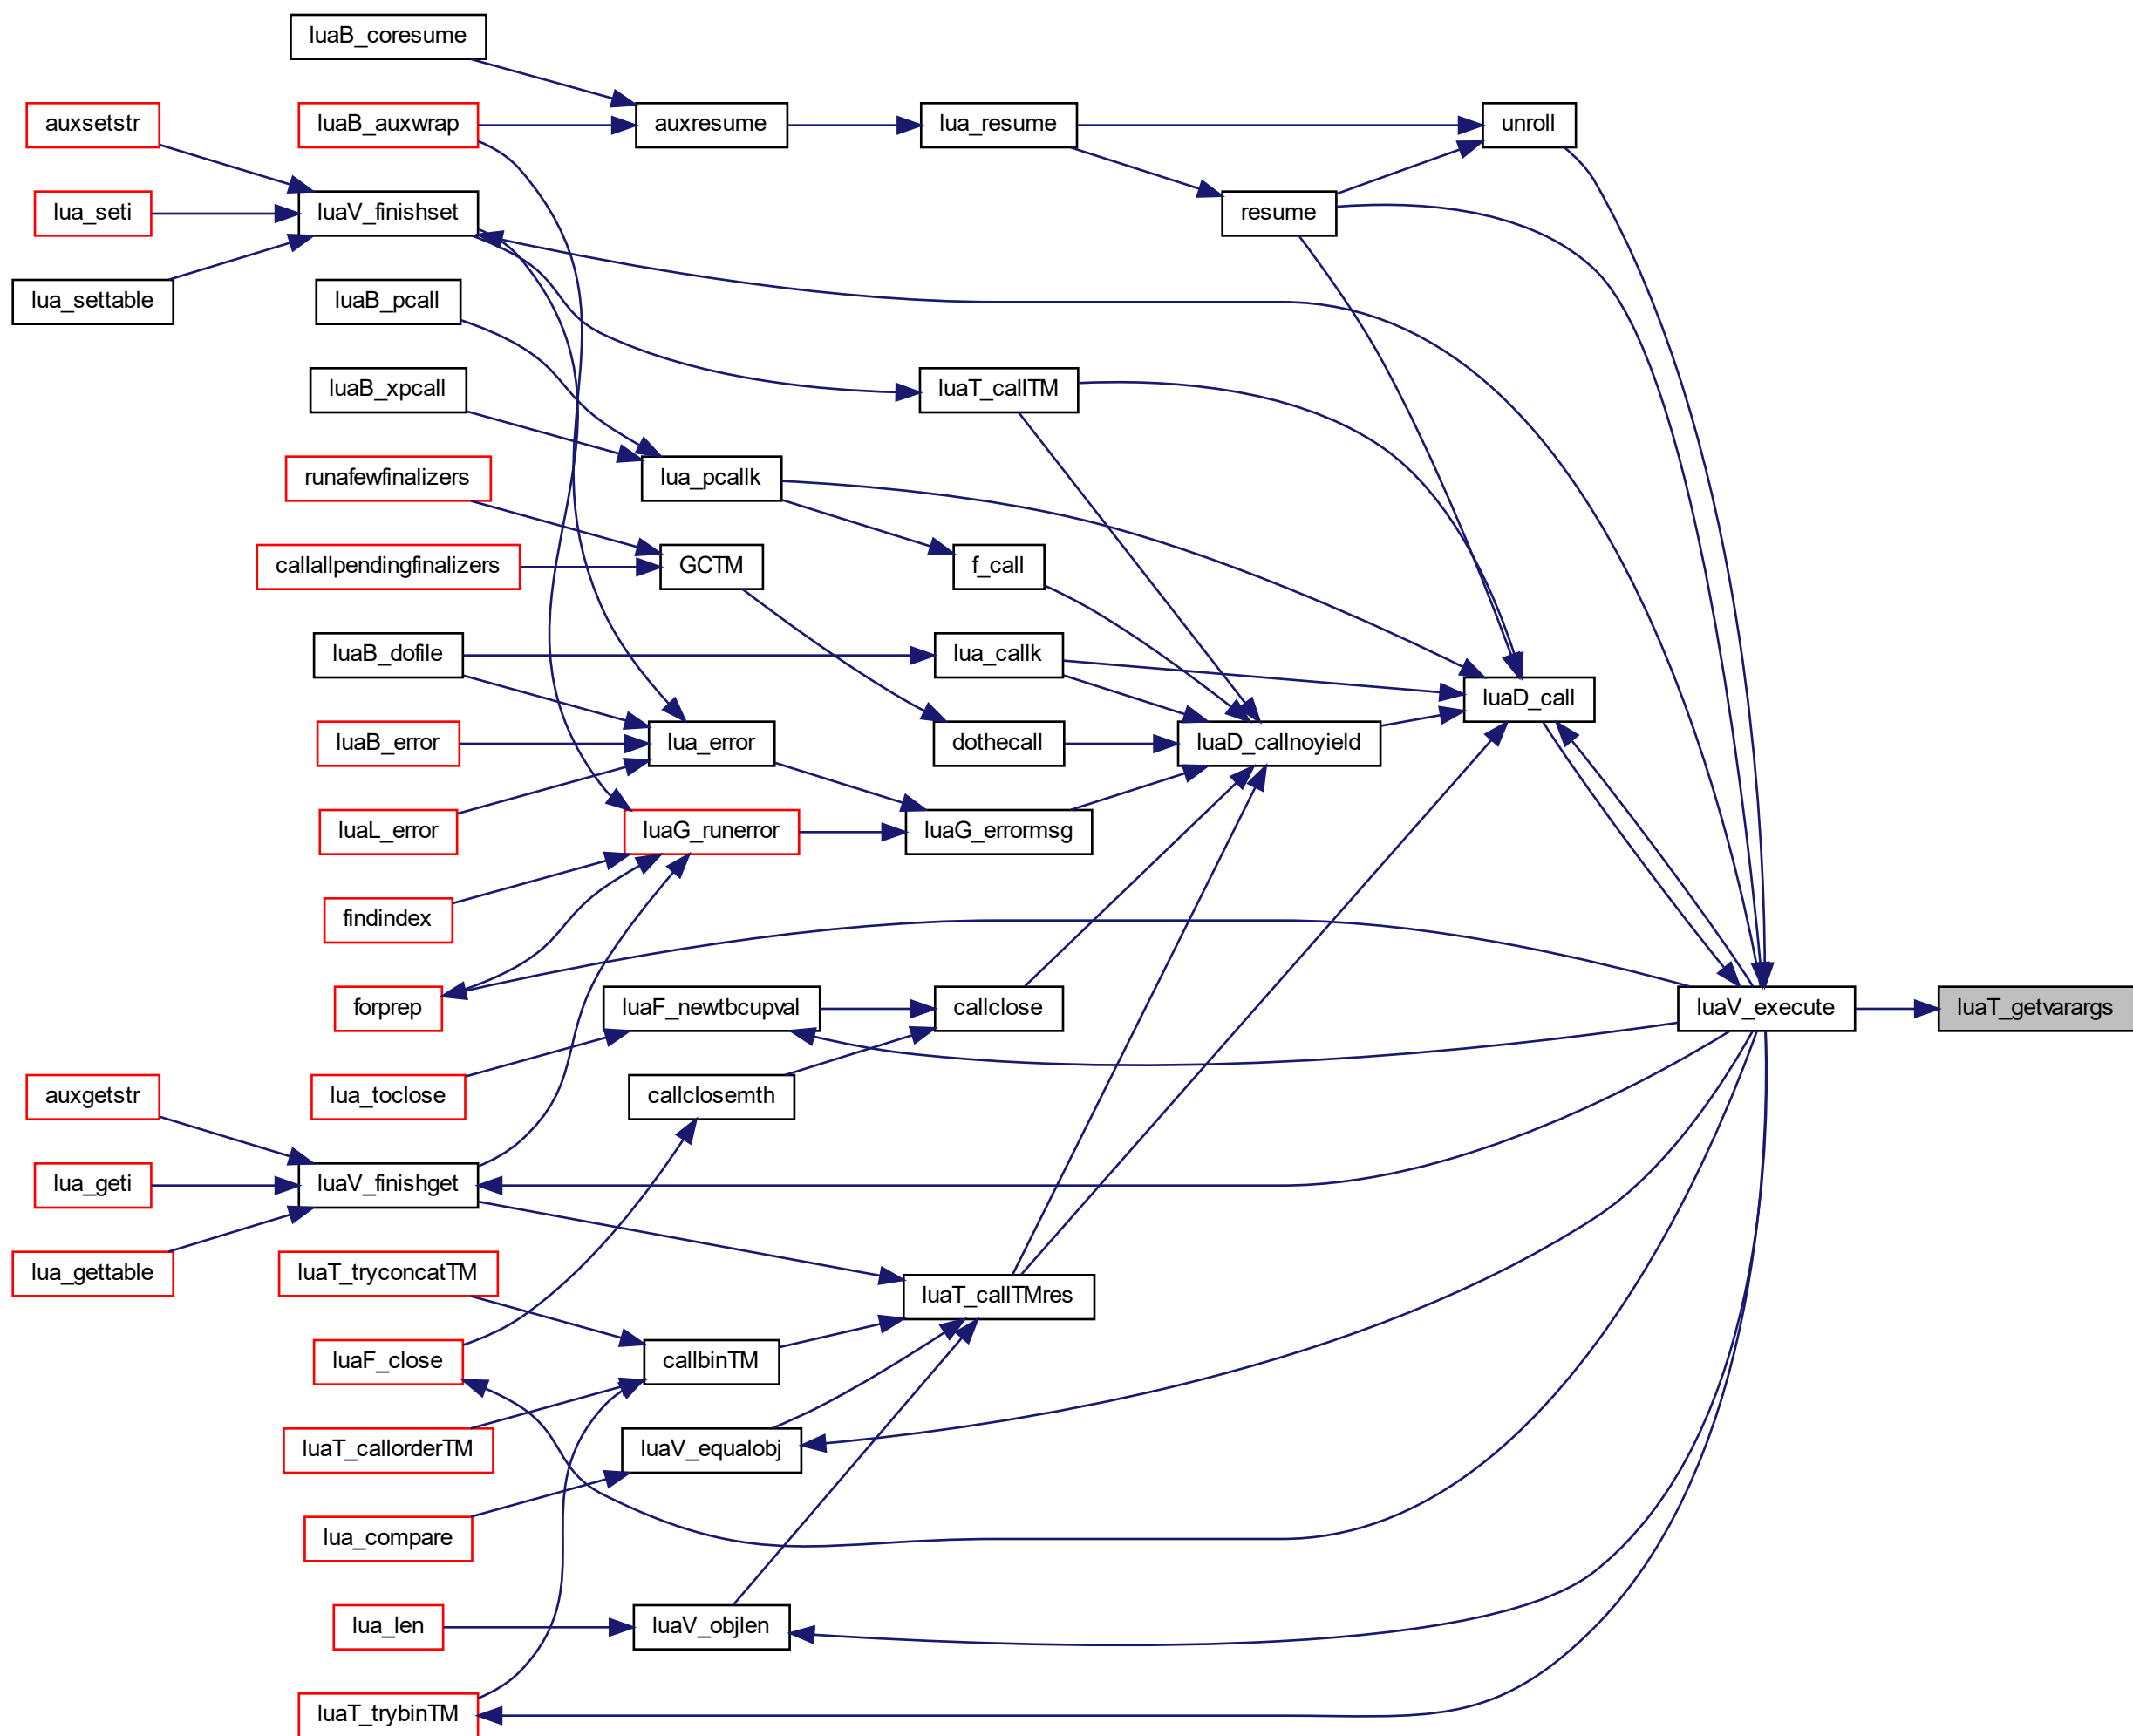 luaB_coresume
auxsetstr
luaB_auxwrap
auxresume
lua_resume
unroll
lua_seti
luaV_finishset
resume
lua_settable
luaB_pcall
luaB_xpcall
luaT_callTM
runafewfinalizers
lua_pcallk
callallpendingfinalizers
GCTM
f_call
luaB_dofile
lua_callk
luaD_call
luaB_error
lua_error
dothecall
luaD_callnoyield
luaL_error
luaG_runerror
luaG_errormsg
findindex
forprep
luaF_newtbcupval
callclose
luaV_execute
luaT_getvarargs
auxgetstr
lua_toclose
callclosemth
lua_geti
luaV_finishget
lua_gettable
luaT_tryconcatTM
luaT_callTMres
luaF_close
callbinTM
luaT_callorderTM
luaV_equalobj
lua_compare
lua_len
luaV_objlen
luaT_trybinTM